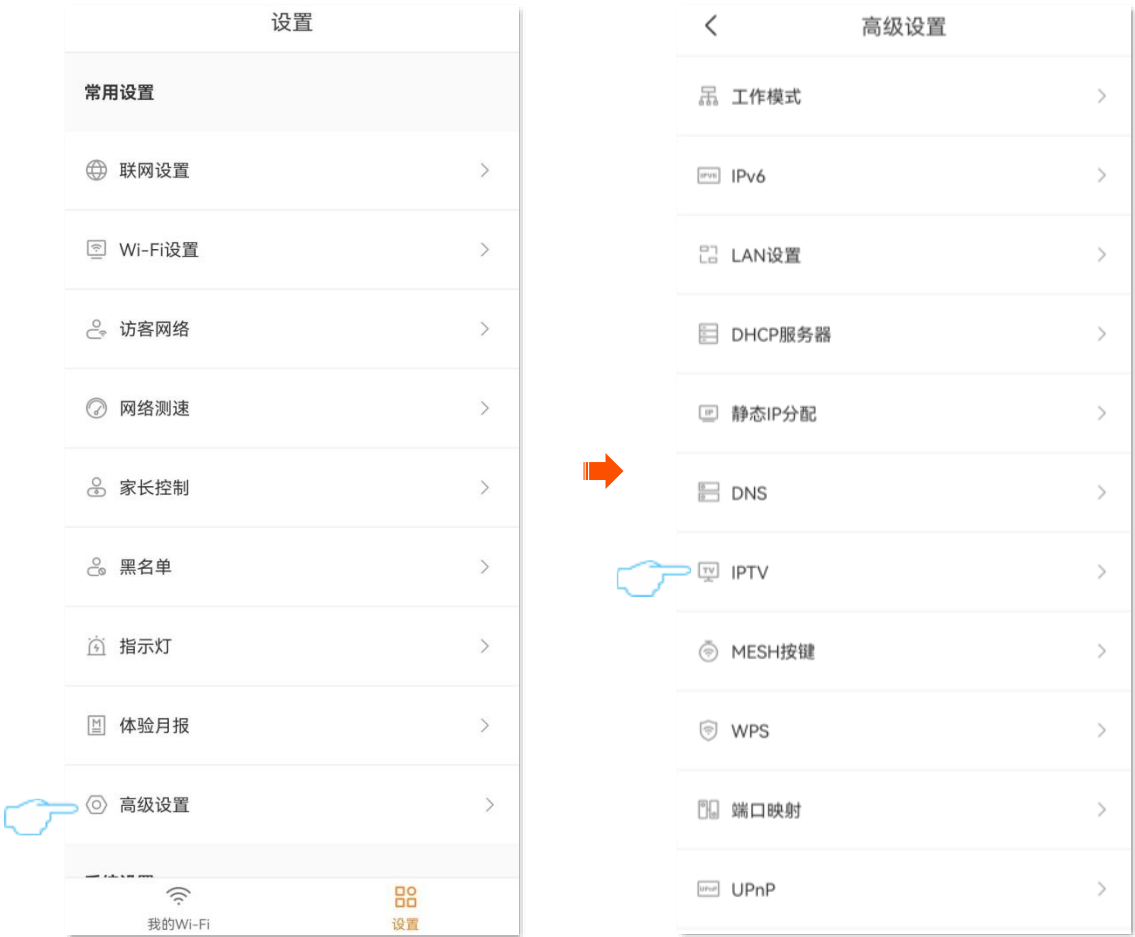 设置
常用设置
联网设置
Wi-Fi设置
访客网络
网络测速
家长控制
黑名单
指示灯
体验月报
高级设置
我的Wi-Fi
设置
高级设置
工作模式
IPv6
LAN设置
DHCP服务器
静态IP分配
DNS
IPTV
MESH按键
WPS
端口映射
UPnP